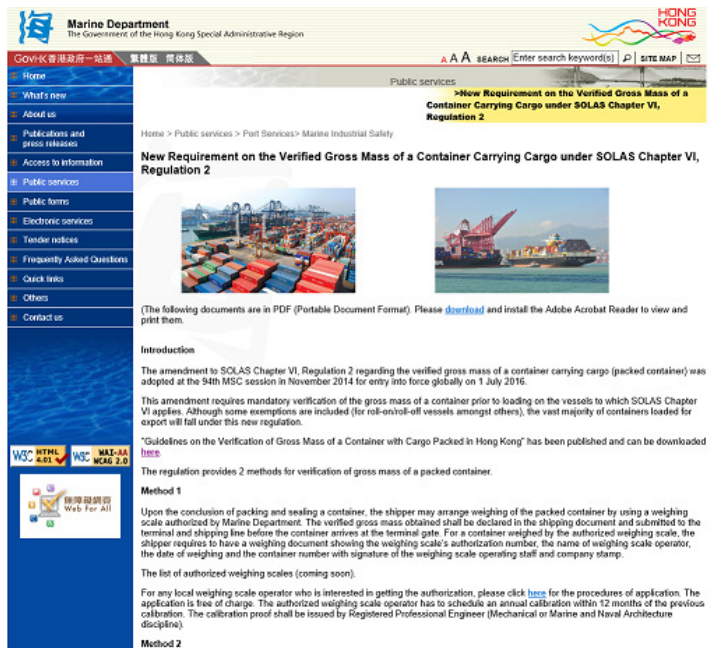 海
Marine Department
The Government of the Hong Kong Special Administrative Region
HONG
KONG
GovHK香港政府一站通
繁體版 简体版
A A A SEARCH Enter search keyword(s) SITE MAP
Home
What's new
About us
Publications and
press releases
Access to information
Public services
Public forms
Electronic services
Tender notices
Frequently Asked Questions
Quick links
Others
Contact us
W3C HTML 4.01
W3C WAI-AA WCAG 2.0
無障礙網頁
Web For All
Public services
>New Requirement on the Verified Gross Mass of a
Container Carrying Cargo under SOLAS Chapter VI,
Regulation 2
Home > Public services > Port Services> Marine Industrial Safety
New Requirement on the Verified Gross Mass of a Container Carrying Cargo under SOLAS Chapter VI,
Regulation 2
(The following documents are in PDF (Portable Document Format). Please download and install the Adobe Acrobat Reader to view and
print them.
Introduction
The amendment to SOLAS Chapter VI, Regulation 2 regarding the verified gross mass of a container carrying cargo (packed container) was
adopted at the 94th MSC session in November 2014 for entry into force globally on 1 July 2016.
This amendment requires mandatory verification of the gross mass of a container prior to loading on the vessels to which SOLAS Chapter
VI applies. Although some exemptions are included (for roll-on/roll-off vessels amongst others), the vast majority of containers loaded for
export will fall under this new regulation.
"Guidelines on the Verification of Gross Mass of a Container with Cargo Packed in Hong Kong" has been published and can be downloaded
here.
The regulation provides 2 methods for verification of gross mass of a packed container.
Method 1
Upon the conclusion of packing and sealing a container, the shipper may arrange weighing of the packed container by using a weighing
scale authorized by Marine Department. The verified gross mass obtained shall be declared in the shipping document and submitted to the
terminal and shipping line before the container arrives at the terminal gate. For a container weighed by the authorized weighing scale, the
shipper requires to have a weighing document showing the weighing scale's authorization number, the name of weighing scale operator,
the date of weighing and the container number with signature of the weighing scale operating staff and company stamp.
The list of authorized weighing scales (coming soon).
For any local weighing scale operator who is interested in getting the authorization, please click here for the procedures of application. The
application is free of charge. The authorized weighing scale operator has to schedule an annual calibration within 12 months of the previous
calibration. The calibration proof shall be issued by Registered Professional Engineer (Mechanical or Marine and Naval Architecture
discipline).
Method 2